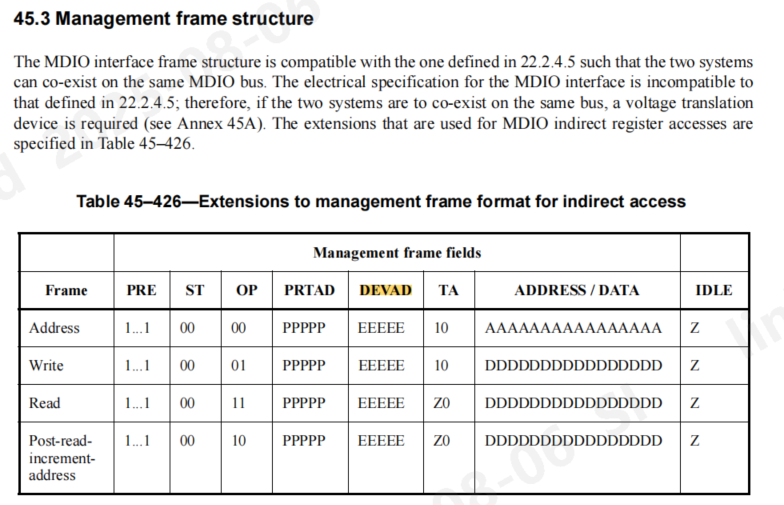 45.3 Management frame structure
The MDIO interface frame structure is compatible with the one defined in 22.2.4.5 such that the two systems
can co-exist on the same MDIO bus. The electrical specification for the MDIO interface is incompatible to
that defined in 22.2.4.5; therefore, if the two systems are to co-exist on the same bus, a voltage translation
device is required (see Annex 45A). The extensions that are used for MDIO indirect register accesses are
specified in Table 45–426.
Table 45–426—Extensions to management frame format for indirect access
Management frame fields
Frame PRE ST OP PRTAD DEVAD TA ADDRESS / DATA IDLE
Address 1...1 00 00 PPPPP EEEEE 10 AAAAAAAAAAAAAAAA Z
Write 1...1 00 01 PPPPP EEEEE 10 DDDDDDDDDDDDDDDD Z
Read 1...1 00 11 PPPPP EEEEE Z0 DDDDDDDDDDDDDDDD Z
Post-read- 1...1 00 10 PPPPP EEEEE Z0 DDDDDDDDDDDDDDDD Z
increment-
address